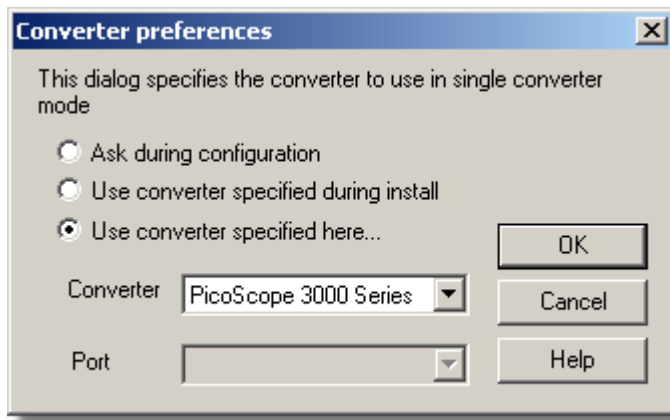 Converter preferences
This dialog specifies the converter to use in single converter
mode
Ask during configuration
Use converter specified during install
Use converter specified here...
OK
Converter
PicoScope 3000 Series
Cancel
Port
Help